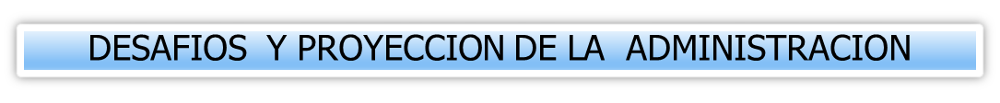 DESAFIOS Y PROYECCION DE LA ADMINISTRACION